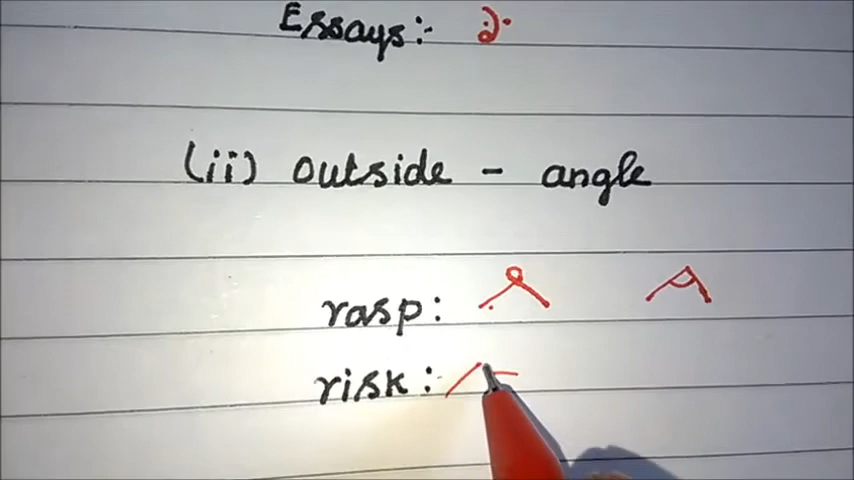 Essays:-
(ii) outside - angle
rasp:
risk:-